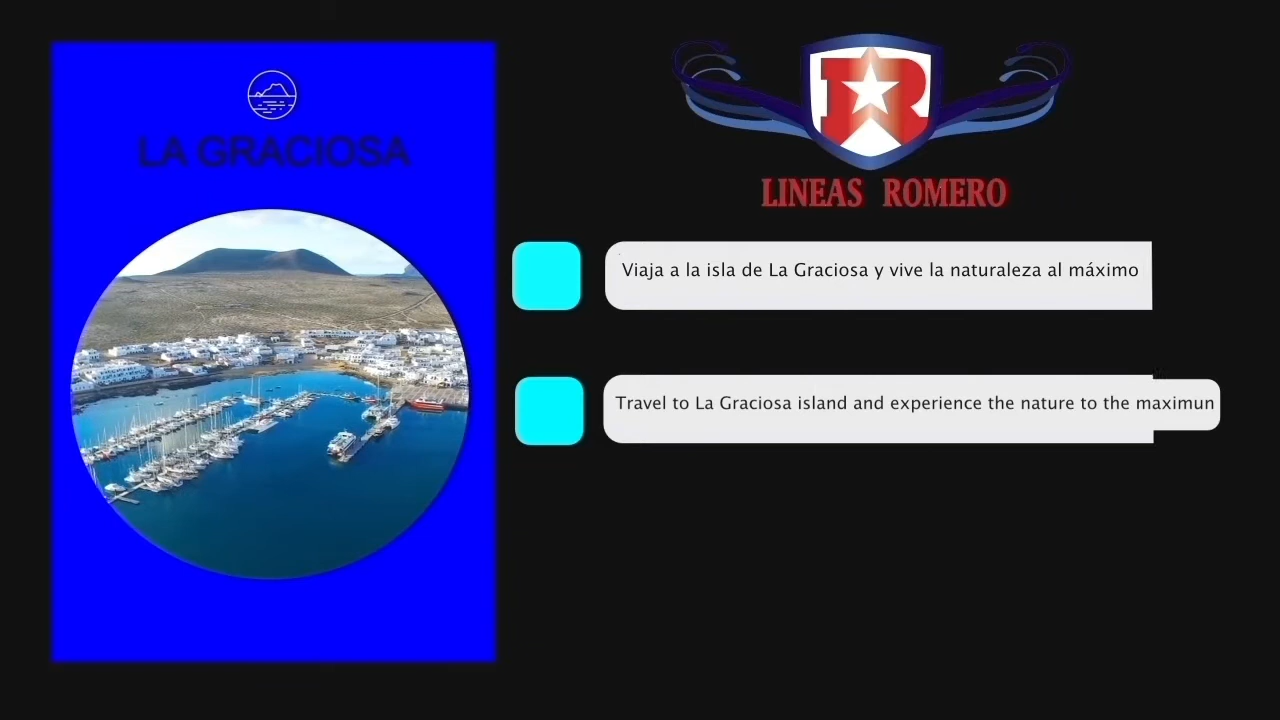 LA GRACIOSA
R
LINEAS ROMERO
Viaja a la isla de La Graciosa y vive la naturaleza al máximo
Travel to La Graciosa island and experience the nature to the maximun